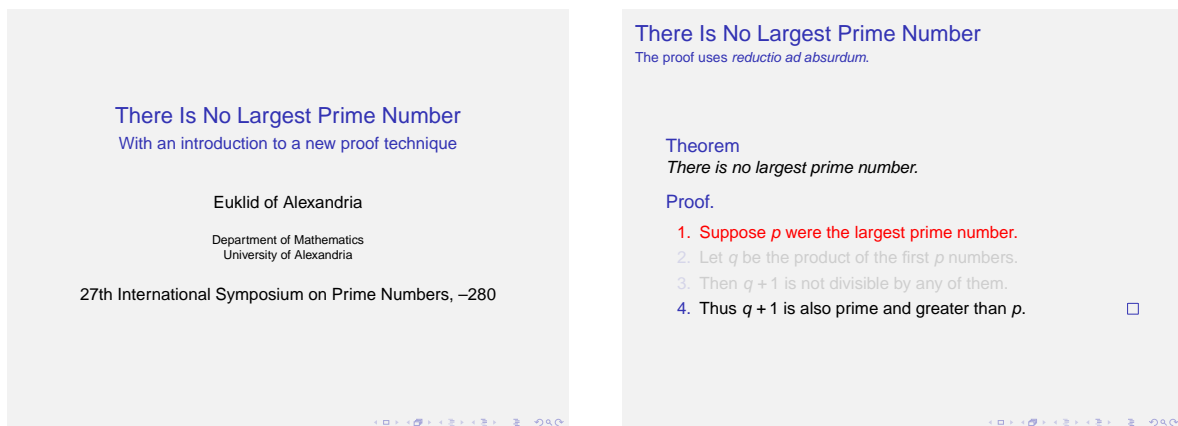 There Is No Largest Prime Number
With an introduction to a new proof technique
Euklid of Alexandria
Department of Mathematics
University of Alexandria
27th International Symposium on Prime Numbers, –280
There Is No Largest Prime Number
The proof uses reductio ad absurdum.
Theorem
There is no largest prime number.
Proof.
1. Suppose p were the largest prime number.
2. Let q be the product of the first p numbers.
3. Then q + 1 is not divisible by any of them.
4. Thus q + 1 is also prime and greater than p.